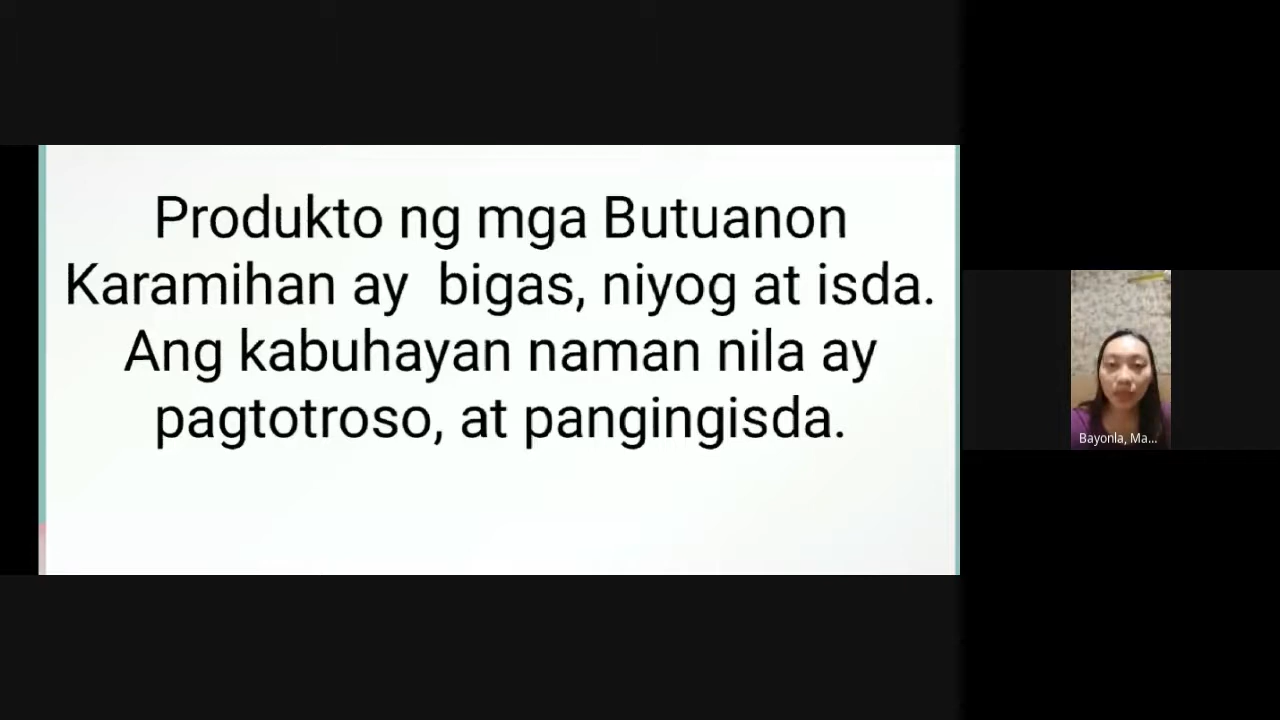 Produkto ng mga Butuanon
Karamihan ay bigas, niyog at isda.
Ang kabuhayan naman nila ay
pagtotroso, at pangingisda.
Bayonla, Ma...